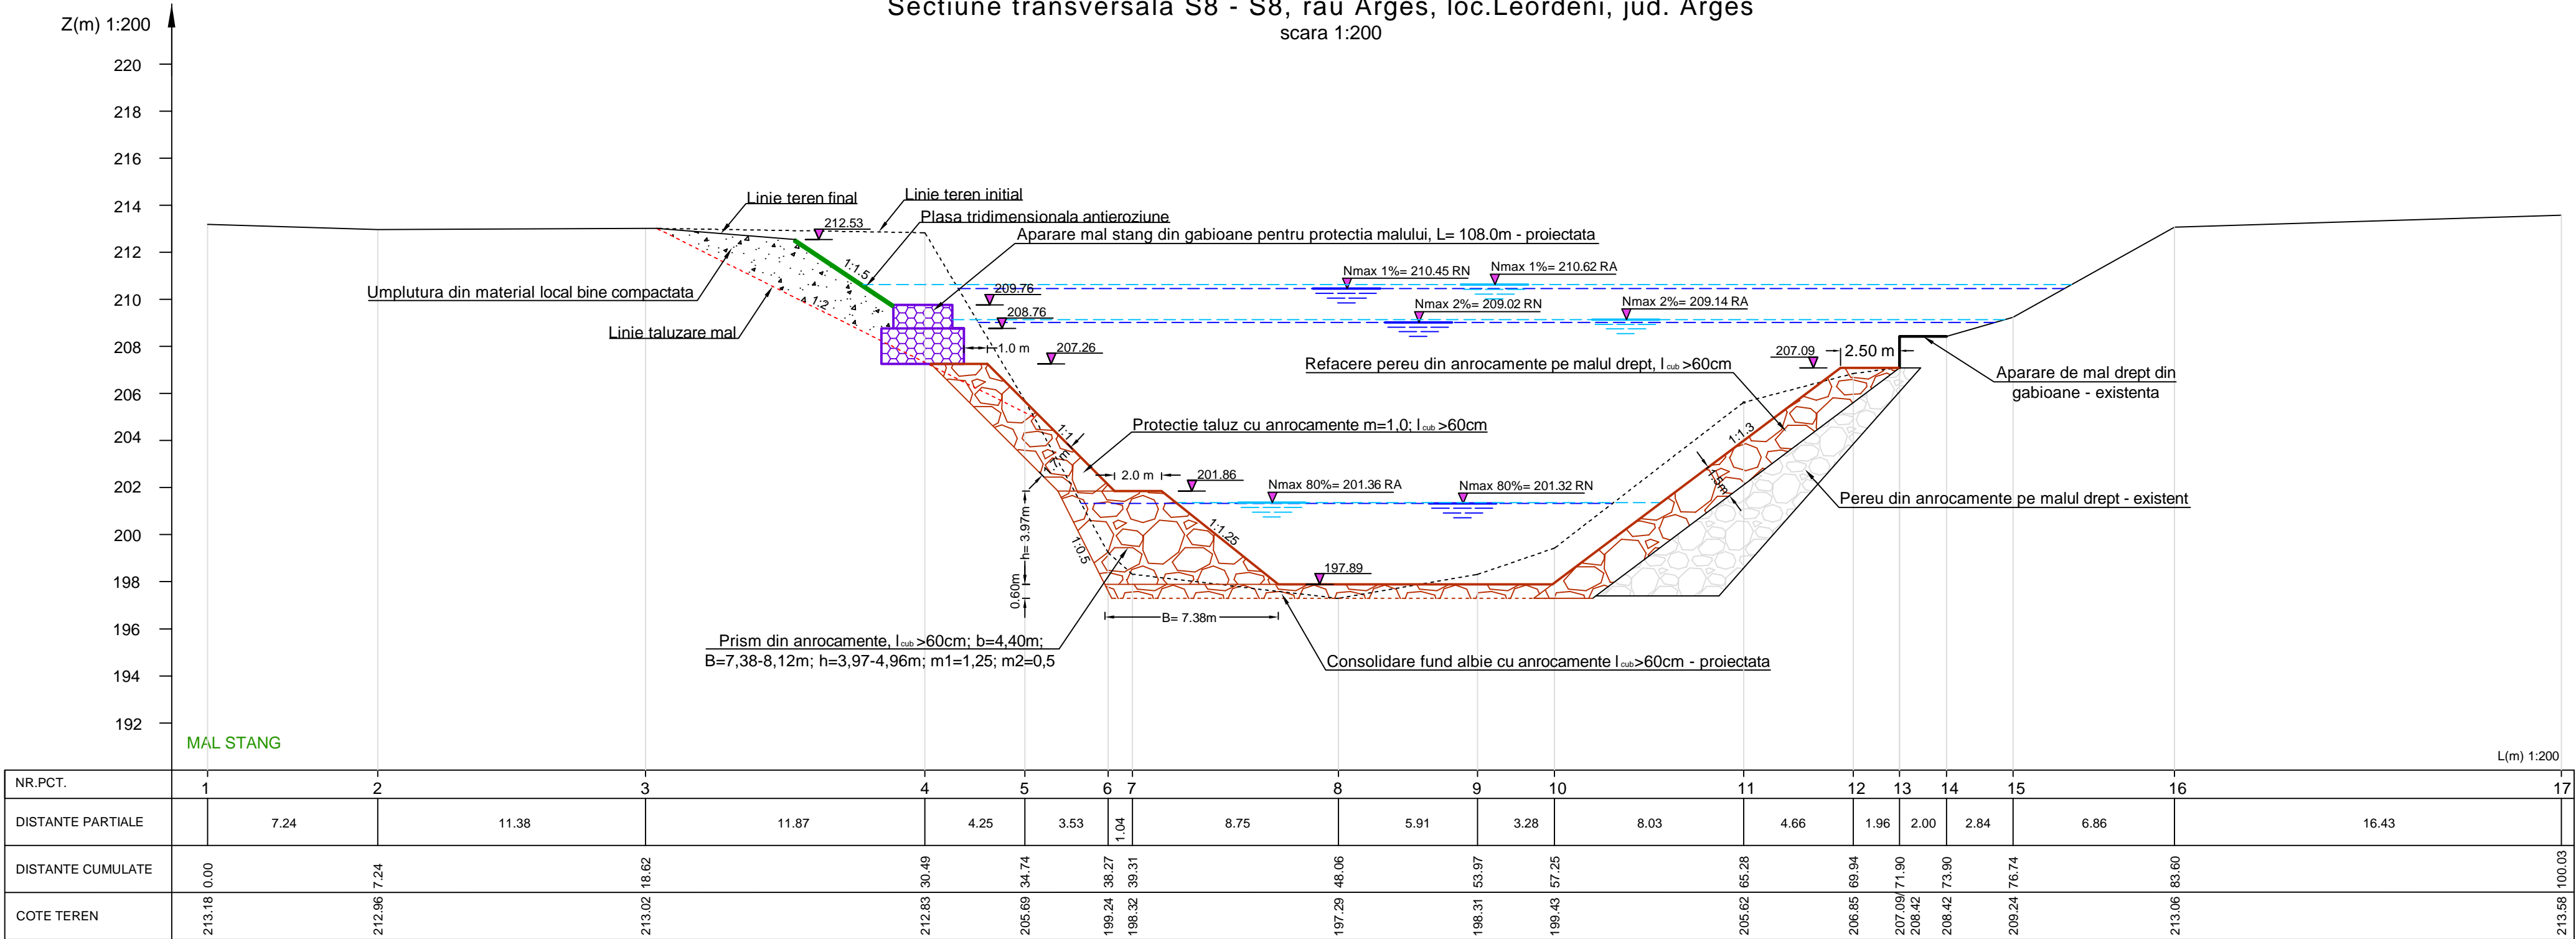 Sectiune transversala S8 - S8, rau Arges, loc.Leordeni, jud. Arges
scara 1:200
Z(m) 1:200
220
218
216
214
212
210
208
206
204
202
200
198
196
194
192
Linie teren final
Linie teren initial
212.53
Plasa tridimensionala antieroziune
Aparare mal stang din gabioane pentru protectia malului, L= 108.0m - proiectata
1:1.5
Umplutura din material local bine compactata
1:2
Linie taluzare mal
209.76
208.76
1.0 m
207.26
Nmax 1%= 210.45 RN
Nmax 1%= 210.62 RA
Nmax 2%= 209.02 RN
Nmax 2%= 209.14 RA
207.09
2.50 m
Refacere pereu din anrocamente pe malul drept, l cub >60cm
Aparare de mal drept din
gabioane - existenta
Protectie taluz cu anrocamente m=1,0; l cub >60cm
1:1
1.7 m
1:1.3
1.5m
2.0 m
201.86
Nmax 80%= 201.36 RA
Nmax 80%= 201.32 RN
Pereu din anrocamente pe malul drept - existent
h= 3.97m
1:0.5
1:1.25
197.89
0.60m
B= 7.38m
Prism din anrocamente, l cub >60cm; b=4,40m;
B=7,38-8,12m; h=3,97-4,96m; m1=1,25; m2=0,5
Consolidare fund albie cu anrocamente l cub>60cm - proiectata
MAL STANG
L(m) 1:200
NR.PCT. 1 2 3 4 5 6 7 8 9 10 11 12 13 14 15 16 17
DISTANTE PARTIALE 7.24 11.38 11.87 4.25 3.53 1.04 8.75 5.91 3.28 8.03 4.66 1.96 2.00 2.84 6.86 16.43
DISTANTE CUMULATE 0.00 7.24 18.62 30.49 34.74 38.27 39.31 48.06 53.97 57.25 65.28 69.94 71.90 73.90 76.74 83.60 100.03
COTE TEREN 213.18 212.96 213.02 212.83 205.69 199.24 198.32 197.29 198.31 199.43 205.62 206.85 207.09/ 208.42 208.42 209.24 213.06 213.58